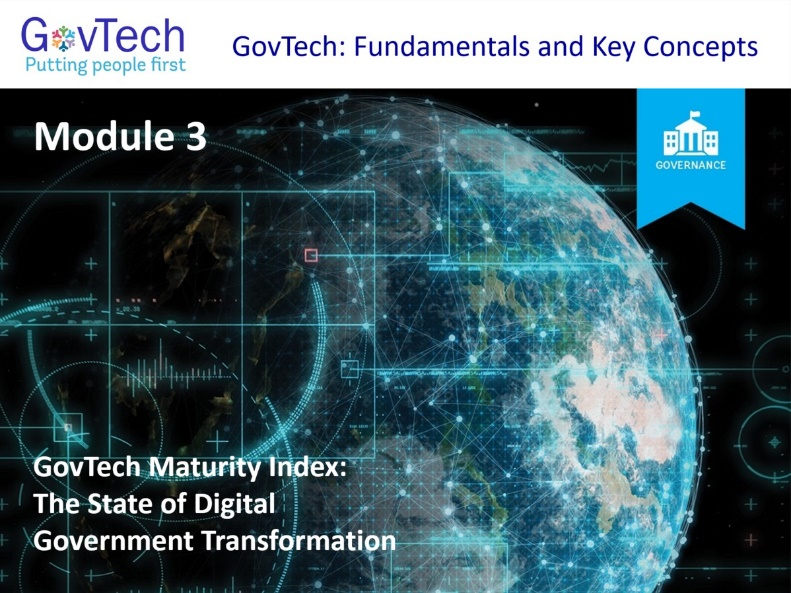 GovTech
Putting people first
GovTech: Fundamentals and Key Concepts
Module 3
GOVERNANCE
GovTech Maturity Index:
The State of Digital
Government Transformation